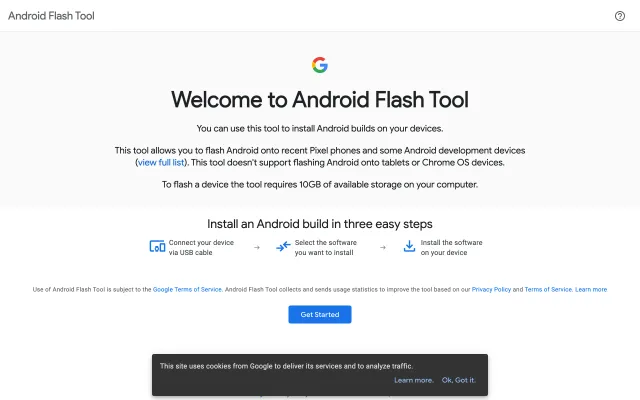 Android Flash Tool
Welcome to Android Flash Tool
You can use this tool to install Android builds on your devices.
This tool allows you to flash Android onto recent Pixel phones and some Android development devices
(view full list). This tool doesn't support flashing Android onto tablets or Chrome OS devices.
To flash a device the tool requires 10GB of available storage on your computer.
Install an Android build in three easy steps
Connect your device
via USB cable
→
Select the software
you want to install
→
Install the software
on your device
Use of Android Flash Tool is subject to the Google Terms of Service. Android Flash Tool collects and sends usage statistics to improve the tool based on our Privacy Policy and Terms of Service. Learn more.
Get Started
This site uses cookies from Google to deliver its services and to analyze traffic.
Learn more. Ok, Got it.